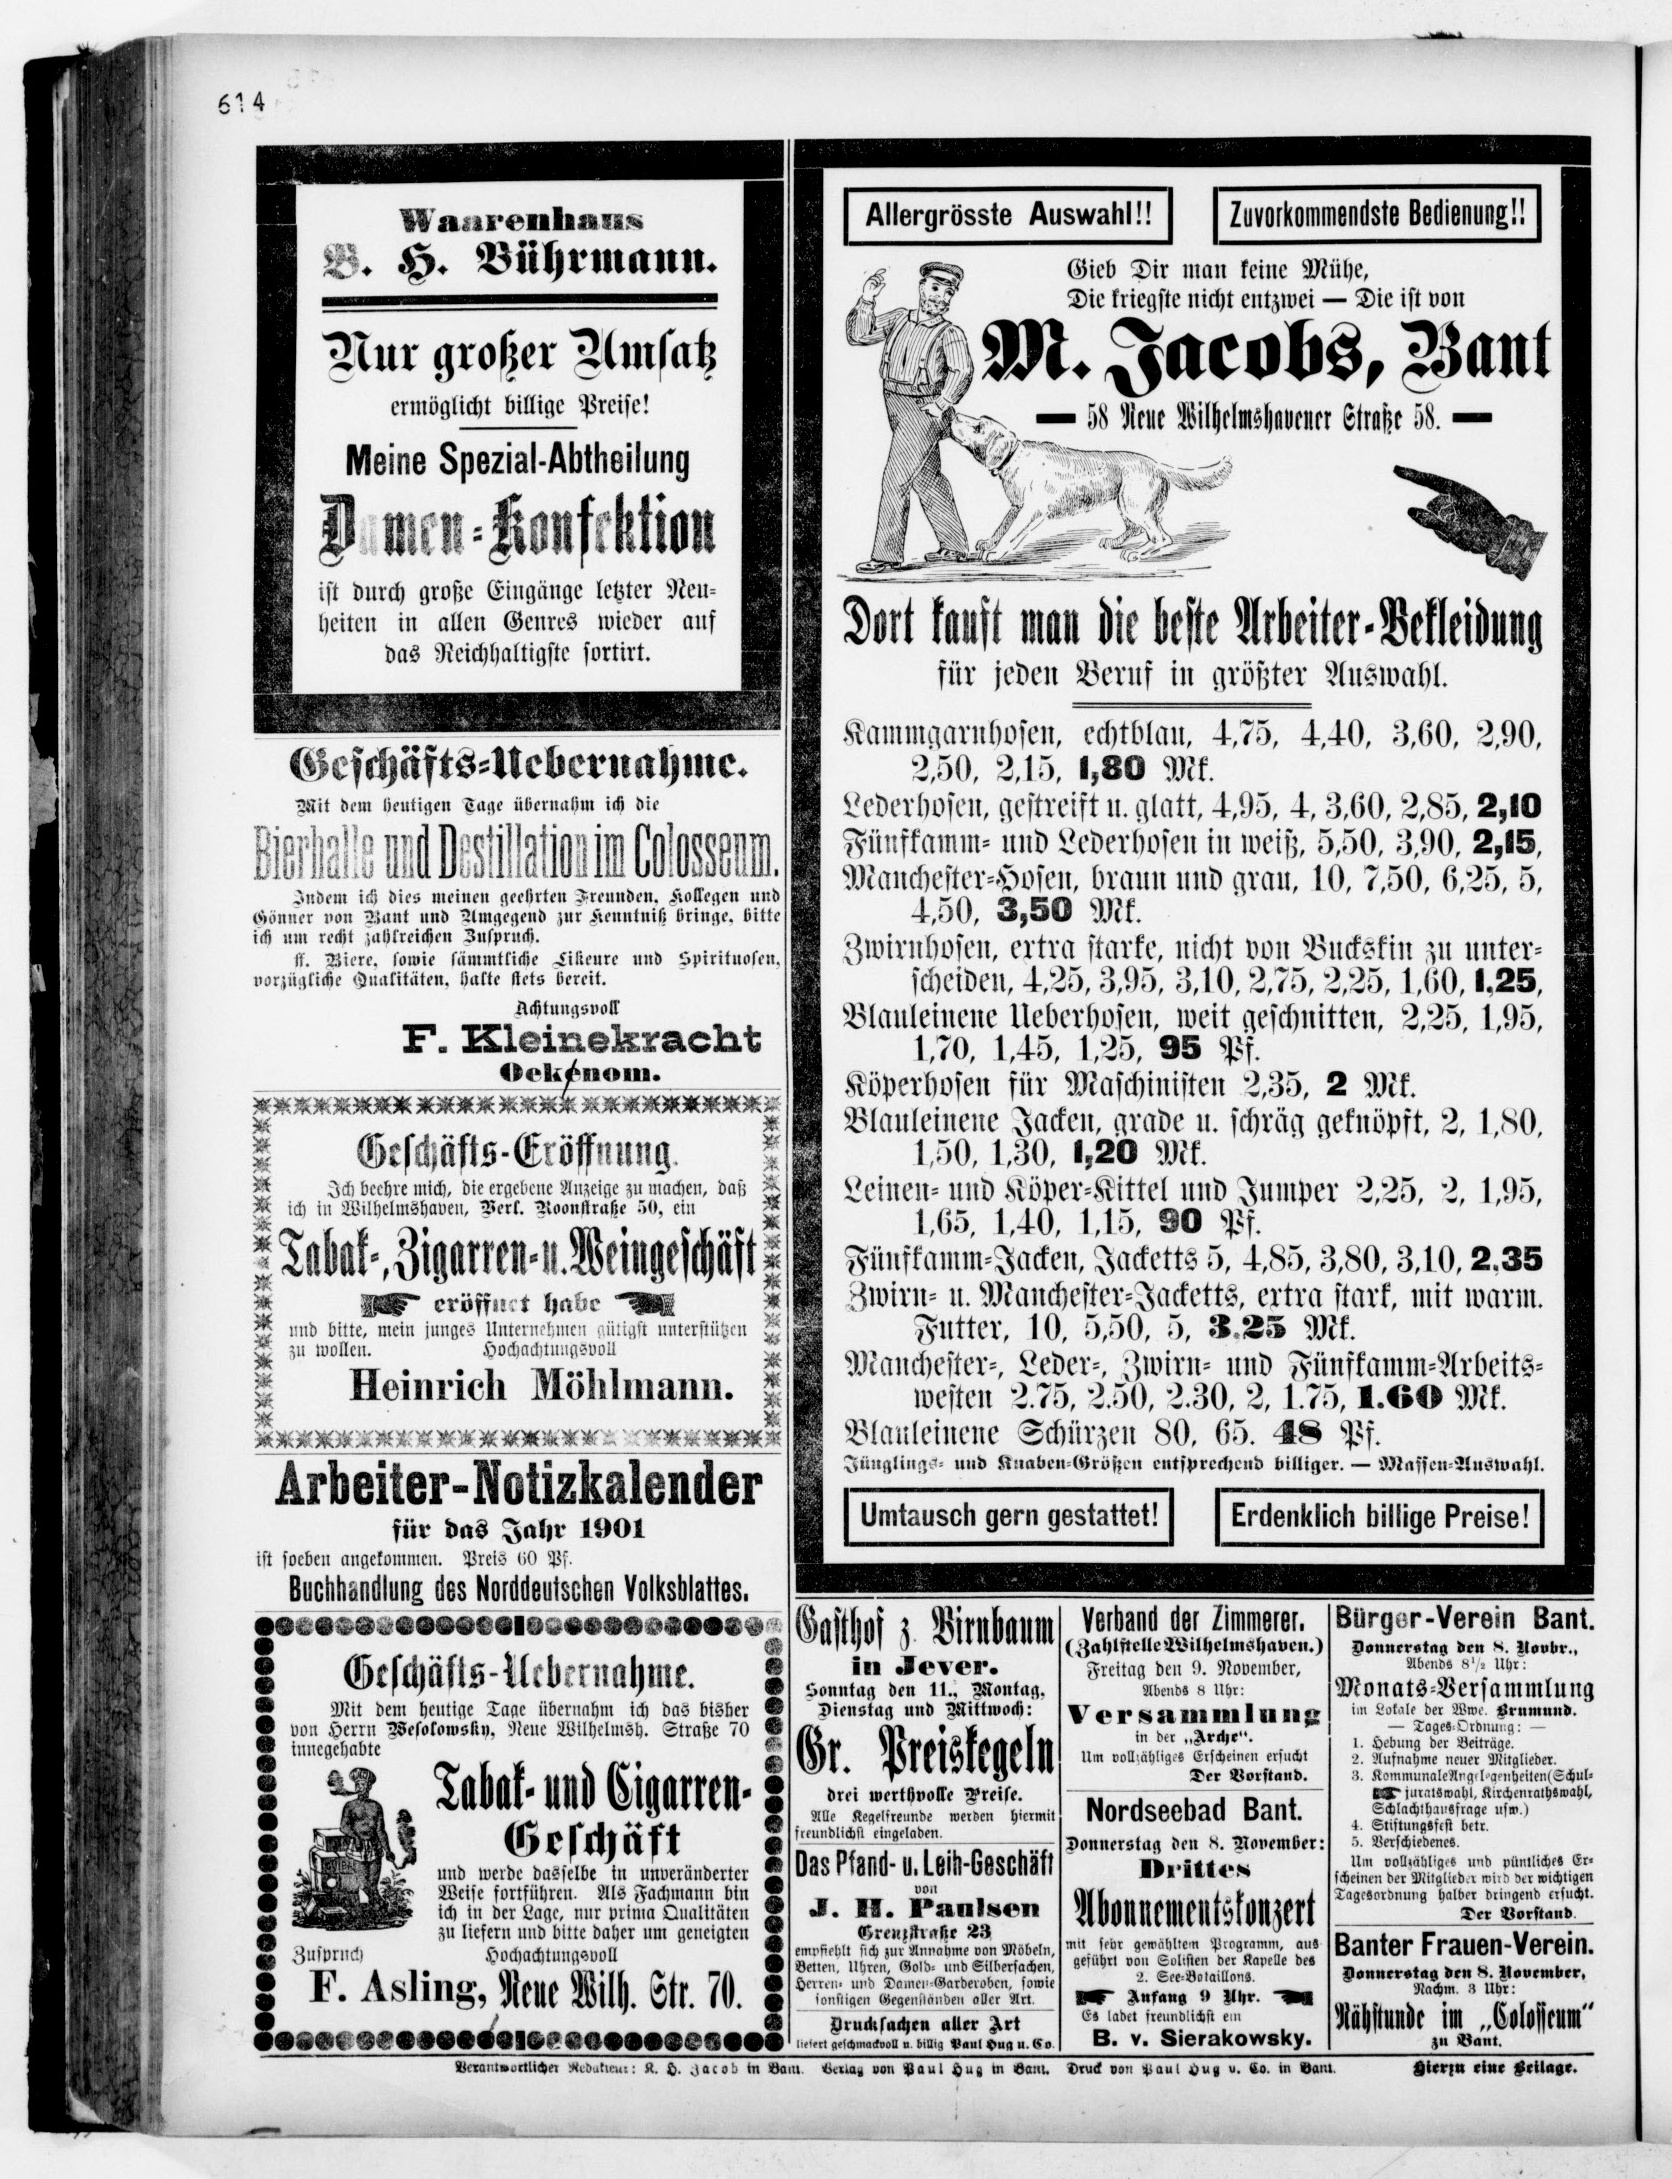 614
Waarenhaus
B. H. Bührmann.
Nur großer Umsatz
ermöglicht billige Preise!
Meine Spezial-Abtheilung
Damen-Konfektion
ist durch große Eingänge letzter Neu-
heiten in allen Genres wieder auf
das Reichhaltigste sortirt.
Geschäfts-Uebernahme.
Mit dem heutigen Tage übernahm ich die
Bierhalle und Destillation im Colosseum.
Indem ich dies meinen geehrten Freunden, Kollegen und
Gönner von Bant und Umgegend zur Kenntniß bringe, bitte
ich um recht zahlreichen Zuspruch.
ff. Biere, sowie sämmtliche Likeure und Spirituosen,
vorzügliche Qualitäten, halte stets bereit.
Achtungsvoll
F. Kleinekracht
Oekonom.
Geschäfts-Eröffnung.
Ich beehre mich, die ergebene Anzeige zu machen, daß
ich in Wilhelmshaven, Verl. Roonstraße 50, ein
Tabak-, Zigarren- u. Weingeschäft
eröffnet habe
und bitte, mein junges Unternehmen gütigst unterstützen
zu wollen. Hochachtungsvoll
Heinrich Möhlmann.
Arbeiter-Notizkalender
für das Jahr 1901
ist soeben angekommen. Preis 60 Pf.
Buchhandlung des Norddeutschen Volksblattes.
Geschäfts-Uebernahme.
Mit dem heutige Tage übernahm ich das bisher
von Herrn Wesolowsky, Neue Wilhelmsh. Straße 70
innegehabte
Tabak- und Cigarren-
Geschäft
und werde dasselbe in unveränderter
Weise fortführen. Als Fachmann bin
ich in der Lage, nur prima Qualitäten
zu liefern und bitte daher um geneigten
Zuspruch Hochachtungsvoll
F. Asling, Neue Wilh. Str. 70.
Allergrösste Auswahl!!
Zuvorkommendste Bedienung!!
Gieb Dir man keine Mühe,
Die kriegste nicht entzwei — Die ist von
M. Jacobs, Bant
— 58 Neue Wilhelmshavener Straße 58. —
Dort kauft man die beste Arbeiter-Bekleidung
für jeden Beruf in größter Auswahl.
Kammgarnhosen, echtblau, 4,75, 4,40, 3,60, 2,90,
2,50, 2,15, 1,80 Mk.
Lederhosen, gestreift u. glatt, 4,95, 4, 3,60, 2,85, 2,10
Fünfkamm- und Lederhosen in weiß, 5,50, 3,90, 2,15,
Manchester-Hosen, braun und grau, 10, 7,50, 6,25, 5,
4,50, 3,50 Mk.
Zwirnhosen, extra starke, nicht von Buckskin zu unter-
scheiden, 4,25, 3,95, 3,10, 2,75, 2,25, 1,60, 1,25,
Blauleinene Ueberhosen, weit geschnitten, 2,25, 1,95,
1,70, 1,45, 1,25, 95 Pf.
Köperhosen für Maschinisten 2,35, 2 Mk.
Blauleinene Jacken, grade u. schräg geknöpft, 2, 1,80,
1,50, 1,30, 1,20 Mk.
Leinen- und Köper-Kittel und Jumper 2,25, 2, 1,95,
1,65, 1,40, 1,15, 90 Pf.
Fünfkamm-Jacken, Jacketts 5, 4,85, 3,80, 3,10, 2.35
Zwirn- u. Manchester-Jacketts, extra stark, mit warm.
Futter, 10, 5,50, 5, 3.25 Mk.
Manchester-, Leder-, Zwirn- und Fünfkamm-Arbeits-
westen 2.75, 2.50, 2.30, 2, 1.75, 1.60 Mk.
Blauleinene Schürzen 80, 65. 48 Pf.
Jünglings- und Knaben-Größen entsprechend billiger. — Massen-Auswahl.
Umtausch gern gestattet!
Erdenklich billige Preise!
Gasthof z. Birnbaum
in Jever.
Sonntag den 11., Montag,
Dienstag und Mittwoch:
Gr. Preiskegeln
drei werthvolle Preise.
Alle Kegelfreunde werden hiermit
freundlichst eingeladen.
Das Pfand- u. Leih-Geschäft
von
J. H. Paulsen
Grenzstraße 23
empfiehlt sich zur Annahme von Möbeln,
Betten, Uhren, Gold- und Silbersachen,
Herren- und Damen-Garderoben, sowie
sonstigen Gegenständen aller Art.
Drucksachen aller Art
liefert geschmackvoll u. billig Paul Hug u. Co.
Verband der Zimmerer.
(Zahlstelle Wilhelmshaven.)
Freitag den 9. November,
Abends 8 Uhr:
Versammlung
in der „Arche“.
Um vollzähliges Erscheinen ersucht
Der Vorstand.
Nordseebad Bant.
Donnerstag den 8. November:
Drittes
Abonnementskonzert
mit sehr gewähltem Programm, aus-
geführt von Solisten der Kapelle des
2. See-Bataillons.
Anfang 9 Uhr.
Es ladet freundlichst ein
B. v. Sierakowsky.
Bürger-Verein Bant.
Donnerstag den 8. Novbr.,
Abends 8½ Uhr:
Monats-Versammlung
im Lokale der Wwe. Brumund.
— Tages-Ordnung: —
1. Hebung der Beiträge.
2. Aufnahme neuer Mitglieder.
3. Kommunale Angelegenheiten (Schul-
juratswahl, Kirchenrathswahl,
Schlachthausfrage usw.)
4. Stiftungsfest betr.
5. Verschiedenes.
Um vollzähliges und püntliches Er-
scheinen der Mitglieder wird der wichtigen
Tagesordnung halber dringend ersucht.
Der Vorstand.
Banter Frauen-Verein.
Donnerstag den 8. November,
Nachm. 3 Uhr:
Nähstunde im „Colosseum“
zu Bant.
Verantwortlicher Redakteur: K. H. Jacob in Bant. Verlag von Paul Hug in Bant. Druck von Paul Hug u. Co. in Bant.
Hierzu eine Beilage.